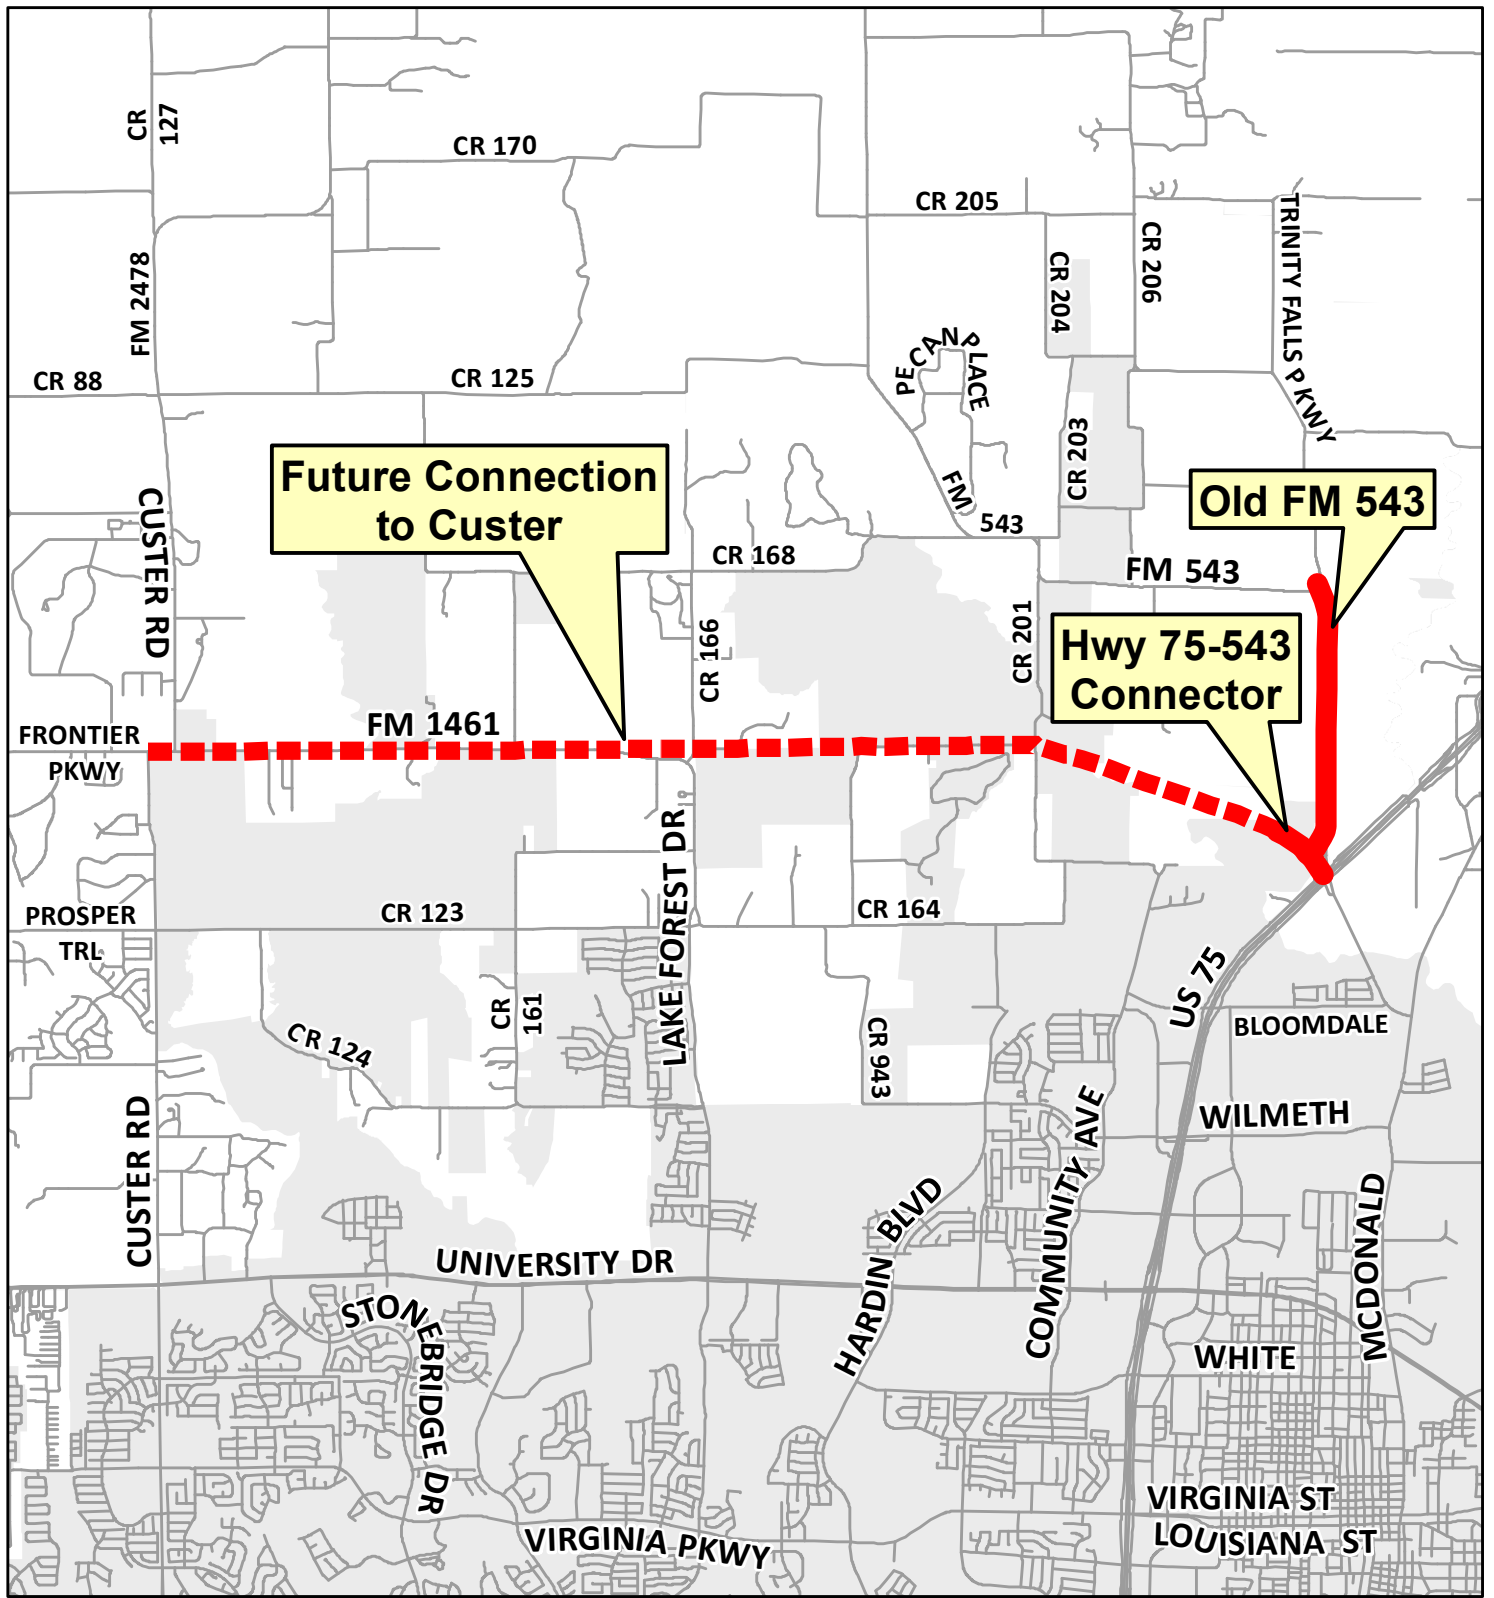 CR
127
CR 170
CR 205
TRINITY FALLS PKWY
CR 206
CR 204
FM 2478
PECAN PLACE
CR 88
CR 125
CR 203
Future Connection
to Custer
FM 543
Old FM 543
CUSTER RD
CR 168
FM 543
CR 201
Hwy 75-543
Connector
CR 166
FM 1461
FRONTIER
PKWY
LAKE FOREST DR
PROSPER
TRL
CR 123
CR 164
US 75
CR
161
CR 124
CR 943
BLOOMDALE
CUSTER RD
COMMUNITY AVE
WILMETH
HARDIN BLVD
MCDONALD
UNIVERSITY DR
STONEBRIDGE DR
WHITE
VIRGINIA ST
VIRGINIA PKWY
LOUISIANA ST